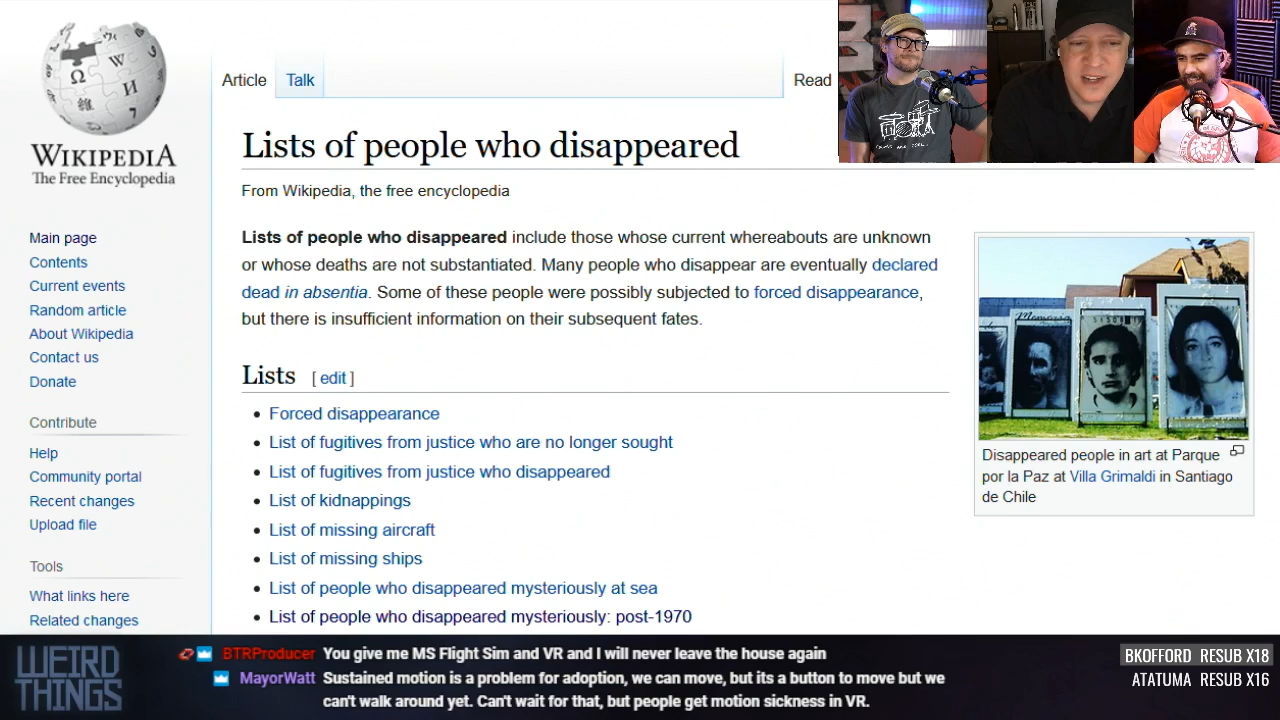 WIKIPEDIA
The Free Encyclopedia
Main page
Contents
Current events
Random article
About Wikipedia
Contact us
Donate
Contribute
Help
Community portal
Recent changes
Upload file
Tools
What links here
Related changes
Article
Talk
Read
Lists of people who disappeared
From Wikipedia, the free encyclopedia
Lists of people who disappeared include those whose current whereabouts are unknown
or whose deaths are not substantiated. Many people who disappear are eventually declared
dead in absentia. Some of these people were possibly subjected to forced disappearance,
but there is insufficient information on their subsequent fates.
Lists [ edit ]
• Forced disappearance
• List of fugitives from justice who are no longer sought
• List of fugitives from justice who disappeared
• List of kidnappings
• List of missing aircraft
• List of missing ships
• List of people who disappeared mysteriously at sea
• List of people who disappeared mysteriously: post-1970
Disappeared people in art at Parque
por la Paz at Villa Grimaldi in Santiago
de Chile
WEIRD
THINGS
BTRProducer You give me MS Flight Sim and VR and I will never leave the house again
MayorWatt Sustained motion is a problem for adoption, we can move, but its a button to move but we
can't walk around yet. Can't wait for that, but people get motion sickness in VR.
BKOFFORD RESUB X18
ATATUMA RESUB X16